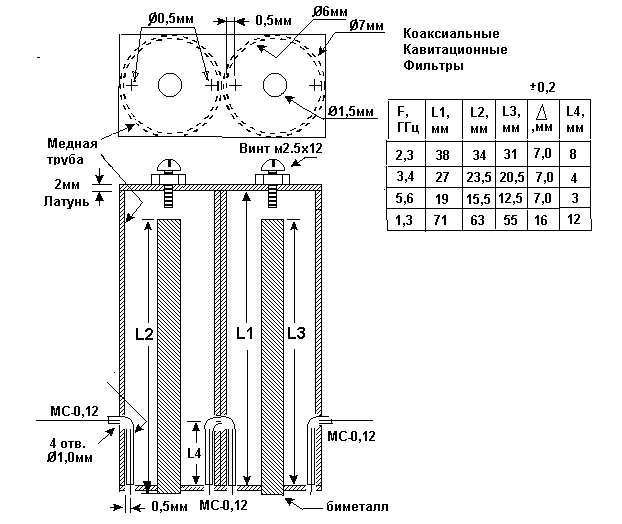 Ø0,5мм
0,5мм
Ø6мм
Ø7мм
Коаксиальные
Кавитационные
Фильтры
Ø1,5мм
±0,2
F, ГГц L1, мм L2, мм L3, мм △ ,мм L4, мм
2,3 38 34 31 7,0 8
3,4 27 23,5 20,5 7,0 4
5,6 19 15,5 12,5 7,0 3
1,3 71 63 55 16 12
Медная
труба
Винт м2.5х12
2мм
Латунь
L2
L1
L3
МС-0,12
4 отв.
Ø1,0мм
L4
МС-0,12
0,5мм
МС-0,12
биметалл